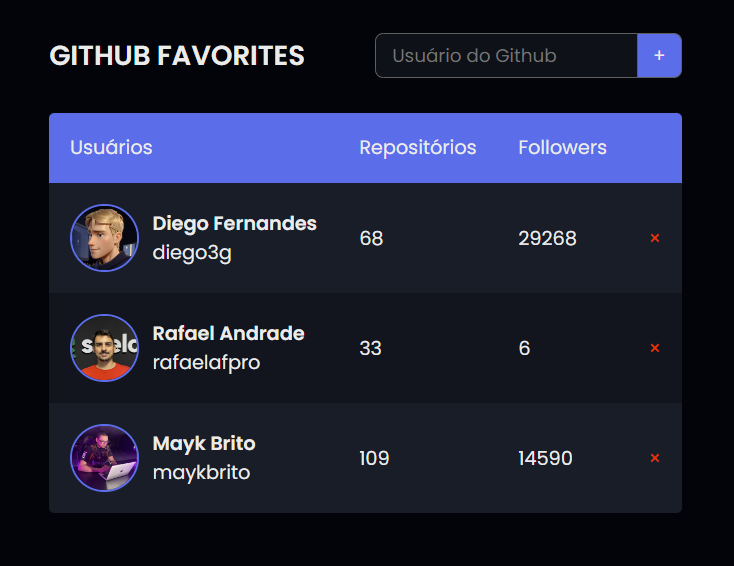 GITHUB FAVORITES
Usuário do Github +
Usuários Repositórios Followers
Diego Fernandes
diego3g 68 29268 ×
Rafael Andrade
rafaelafpro 33 6 ×
Mayk Brito
maykbrito 109 14590 ×